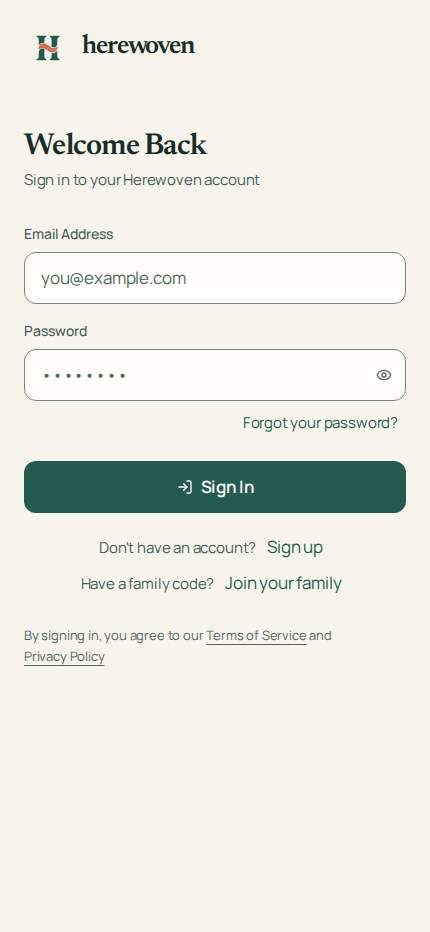 herewoven
Welcome Back
Sign in to your Herewoven account
Email Address
you@example.com
Password
••••••••
Forgot your password?
Sign In
Don't have an account? Sign up
Have a family code? Join your family
By signing in, you agree to our Terms of Service and
Privacy Policy